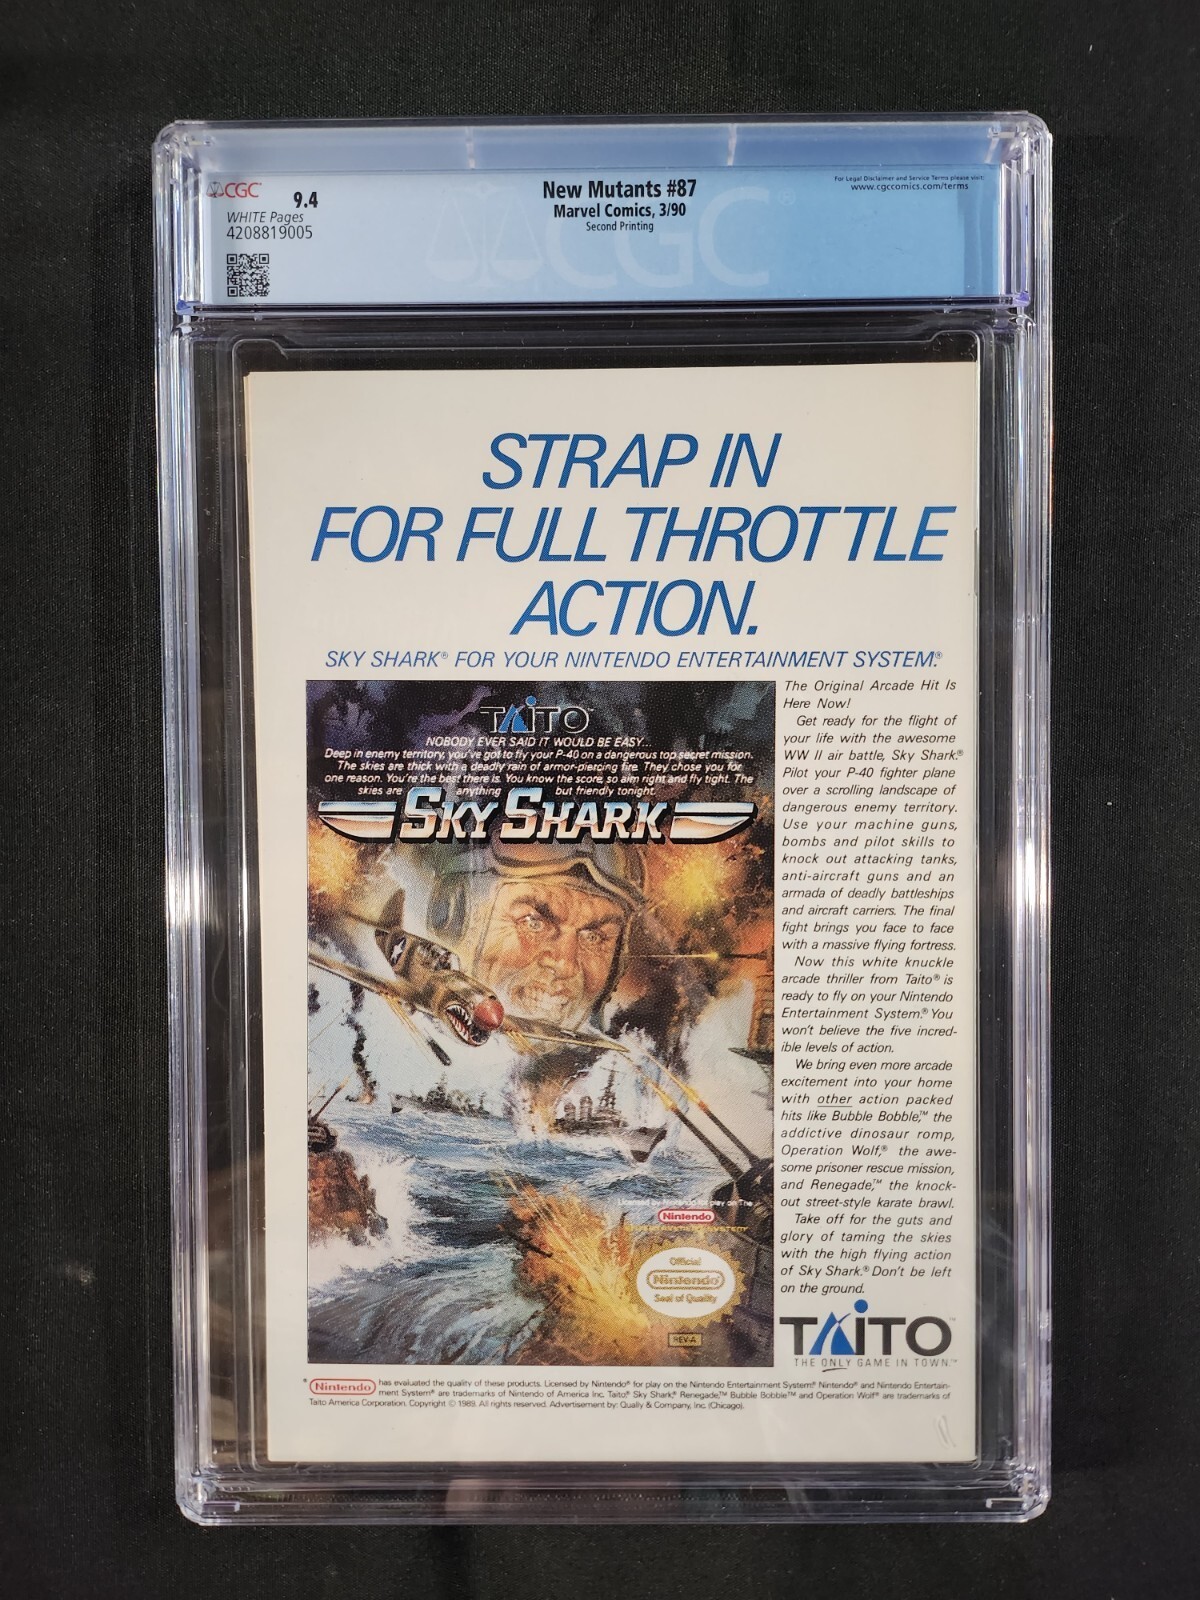 CGC
9.4
WHITE Pages
4208819005
New Mutants #87
Marvel Comics, 3/90
Second Printing
For Legal Disclaimer and Service Terms please visit:
www.cgccomics.com/terms
CGC®
STRAP IN
FOR FULL THROTTLE
ACTION.
SKY SHARK® FOR YOUR NINTENDO ENTERTAINMENT SYSTEM.®
TAITO
NOBODY EVER SAID IT WOULD BE EASY...
Deep in enemy territory, you've got to fly your P-40 on a dangerous top secret mission.
The skies are thick with a deadly rain of armor-piercing fire. They chose you for
one reason. You're the best there is. You know the score, so aim right and fly tight. The
skies are anything but friendly tonight.
SKY SHARK
Licensed by Nintendo for play on The
Nintendo
ENTERTAINMENT SYSTEM
Official
Nintendo
Seal of Quality
REV-A
The Original Arcade Hit Is
Here Now!
Get ready for the flight of
your life with the awesome
WW II air battle, Sky Shark.®
Pilot your P-40 fighter plane
over a scrolling landscape of
dangerous enemy territory.
Use your machine guns,
bombs and pilot skills to
knock out attacking tanks,
anti-aircraft guns and an
armada of deadly battleships
and aircraft carriers. The final
fight brings you face to face
with a massive flying fortress.
Now this white knuckle
arcade thriller from Taito® is
ready to fly on your Nintendo
Entertainment System.® You
won't believe the five incred-
ible levels of action.
We bring even more arcade
excitement into your home
with other action packed
hits like Bubble Bobble,™ the
addictive dinosaur romp,
Operation Wolf,® the awe-
some prisoner rescue mission,
and Renegade,™ the knock-
out street-style karate brawl.
Take off for the guts and
glory of taming the skies
with the high flying action
of Sky Shark.® Don't be left
on the ground.
TAITO™
THE ONLY GAME IN TOWN.™
® Nintendo has evaluated the quality of these products. Licensed by Nintendo® for play on the Nintendo Entertainment System® Nintendo® and Nintendo Entertain-
ment System® are trademarks of Nintendo of America Inc. Taito,® Sky Shark,® Renegade,™ Bubble Bobble™ and Operation Wolf® are trademarks of
Taito America Corporation. Copyright © 1989. All rights reserved. Advertisement by: Qually & Company, Inc. (Chicago).